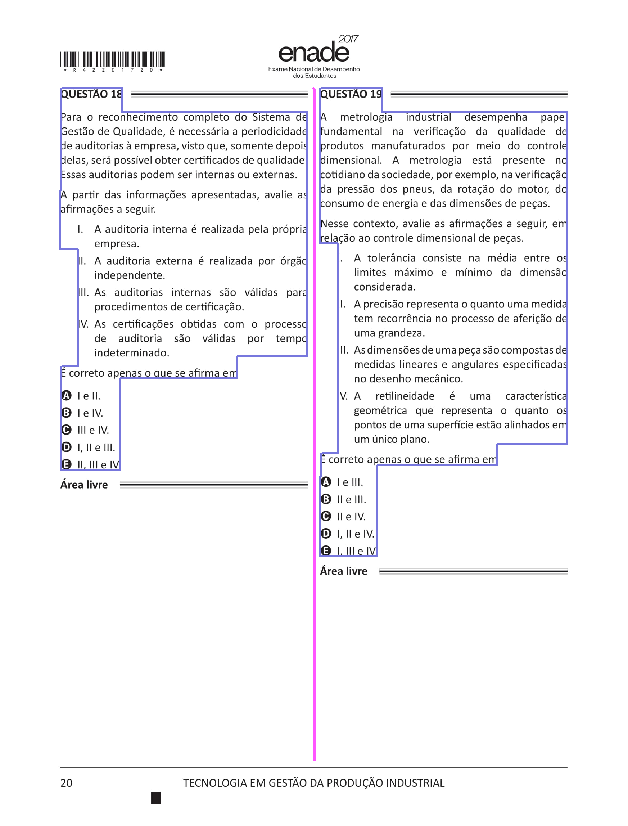 *R4220172 0*
enade
2017
Exame Nacional de Desempenho
dos Estudantes
QUESTÃO 18
Para o reconhecimento completo do Sistema de
Gestão de Qualidade, é necessária a periodicidade
de auditorias à empresa, visto que, somente depois
delas, será possível obter certificados de qualidade.
Essas auditorias podem ser internas ou externas.
A partir das informações apresentadas, avalie as
afirmações a seguir.
I. A auditoria interna é realizada pela própria
empresa.
II. A auditoria externa é realizada por órgão
independente.
III. As auditorias internas são válidas para
procedimentos de certificação.
IV. As certificações obtidas com o processo
de auditoria são válidas por tempo
indeterminado.
É correto apenas o que se afirma em
A I e II.
B I e IV.
C III e IV.
D I, II e III.
E II, III e IV.
Área livre
QUESTÃO 19
A metrologia industrial desempenha papel
fundamental na verificação da qualidade de
produtos manufaturados por meio do controle
dimensional. A metrologia está presente no
cotidiano da sociedade, por exemplo, na verificação
da pressão dos pneus, da rotação do motor, do
consumo de energia e das dimensões de peças.
Nesse contexto, avalie as afirmações a seguir, em
relação ao controle dimensional de peças.
I. A tolerância consiste na média entre os
limites máximo e mínimo da dimensão
considerada.
II. A precisão representa o quanto uma medida
tem recorrência no processo de aferição de
uma grandeza.
III. As dimensões de uma peça são compostas de
medidas lineares e angulares especificadas
no desenho mecânico.
IV. A retilineidade é uma característica
geométrica que representa o quanto os
pontos de uma superfície estão alinhados em
um único plano.
É correto apenas o que se afirma em
A I e III.
B II e III.
C II e IV.
D I, II e IV.
E I, III e IV.
Área livre
20
TECNOLOGIA EM GESTÃO DA PRODUÇÃO INDUSTRIAL